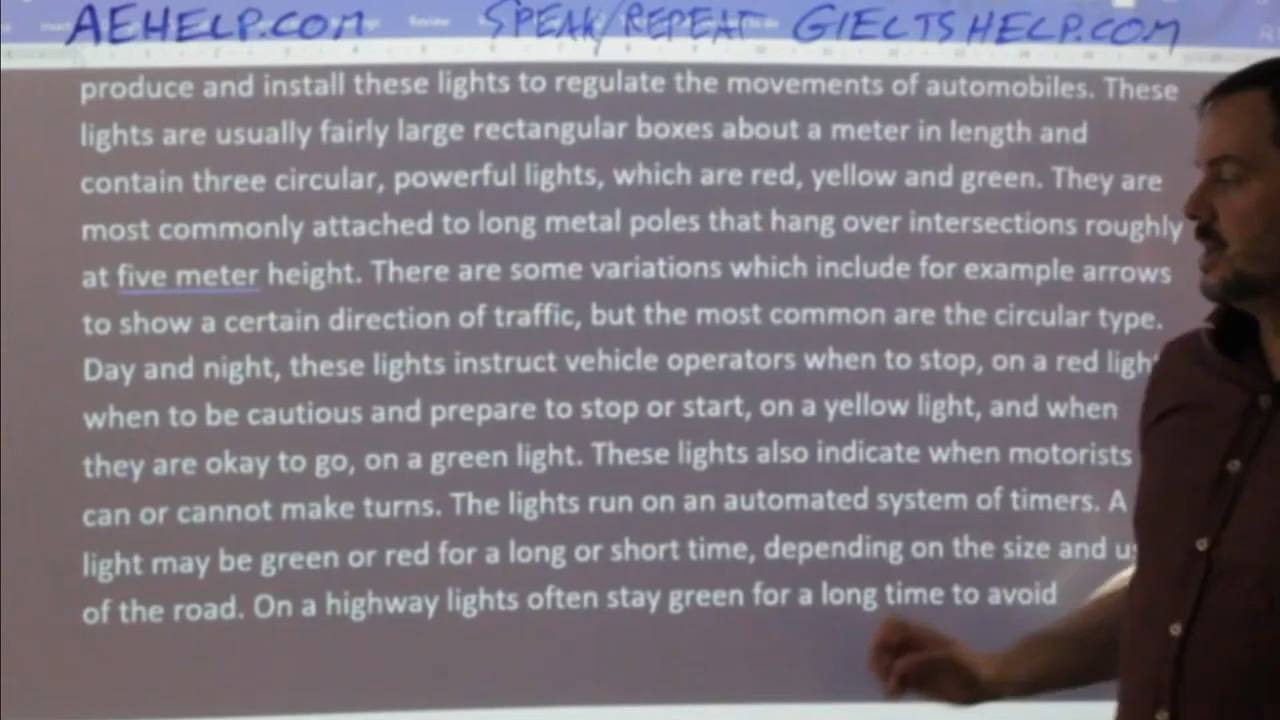 AEHELP.COM SPEAK/REPEAT GIELTSHELP.COM
produce and install these lights to regulate the movements of automobiles. These
lights are usually fairly large rectangular boxes about a meter in length and
contain three circular, powerful lights, which are red, yellow and green. They are
most commonly attached to long metal poles that hang over intersections roughly
at five meter height. There are some variations which include for example arrows
to show a certain direction of traffic, but the most common are the circular type.
Day and night, these lights instruct vehicle operators when to stop, on a red
when to be cautious and prepare to stop or start, on a yellow light, and when
they are okay to go, on a green light. These lights also indicate when motorists
can or cannot make turns. The lights run on an automated system of timers. A
light may be green or red for a long or short time, depending on the size and
of the road. On a highway lights often stay green for a long time to avoid